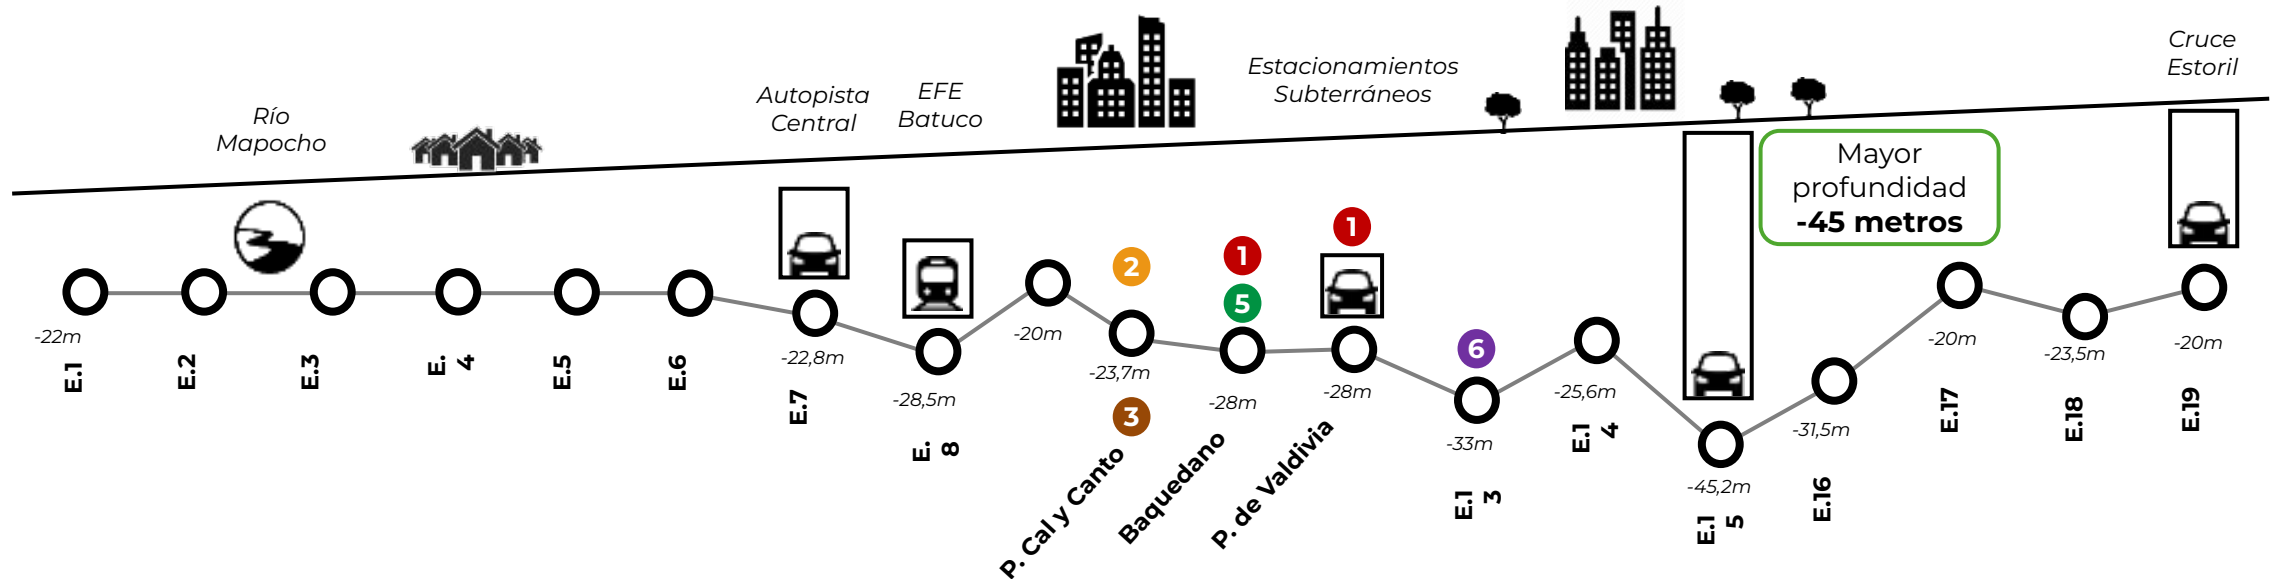 Río
Mapocho
Autopista
Central
EFE
Batuco
Estacionamientos
Subterráneos
Cruce
Estoril
Mayor
profundidad
-45 metros
1
1
2
5
3
6
-22m
-22,8m
-28,5m
-20m
-23,7m
-28m
-28m
-33m
-25,6m
-45,2m
-31,5m
-20m
-23,5m
-20m
E.1
E.2
E.3
E.
4
E.5
E.6
E.7
E.
8
P. Cal y Canto
Baquedano
P. de Valdivia
E.1
3
E.1
4
E.1
5
E.16
E.17
E.18
E.19